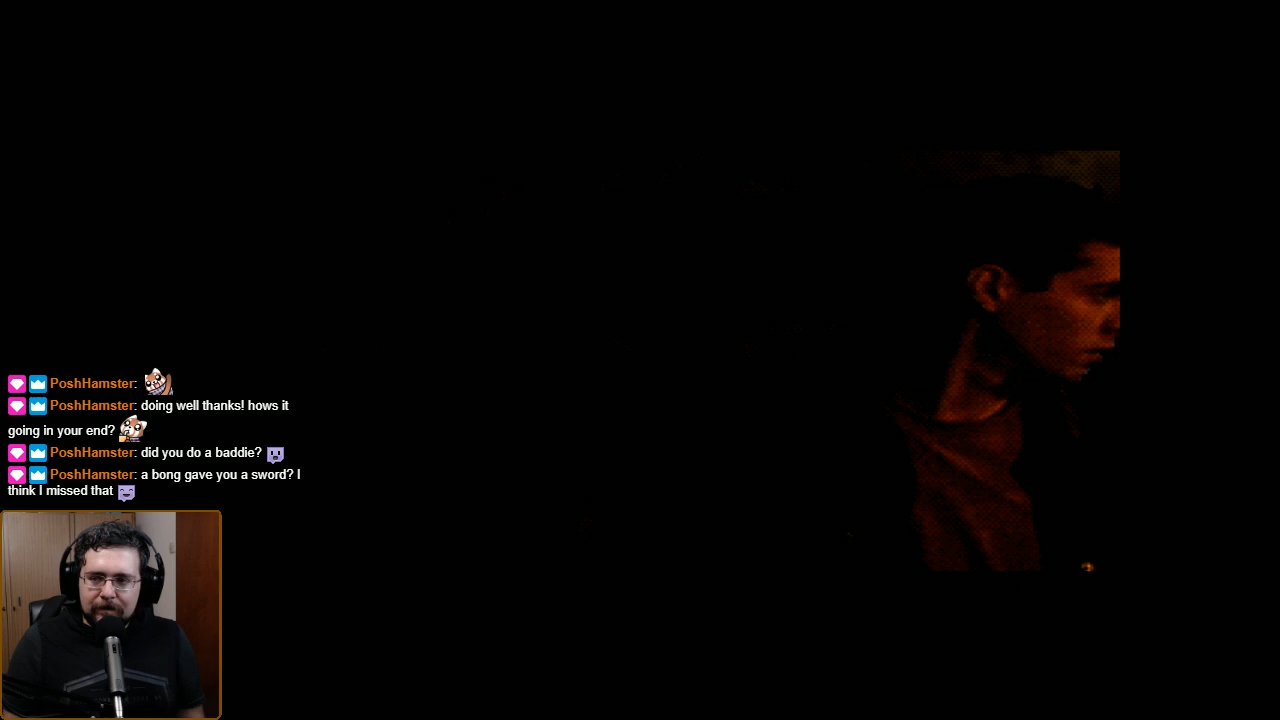 PoshHamster:
PoshHamster: doing well thanks! hows it
going in your end?
PoshHamster: did you do a baddie?
PoshHamster: a bong gave you a sword? I
think I missed that